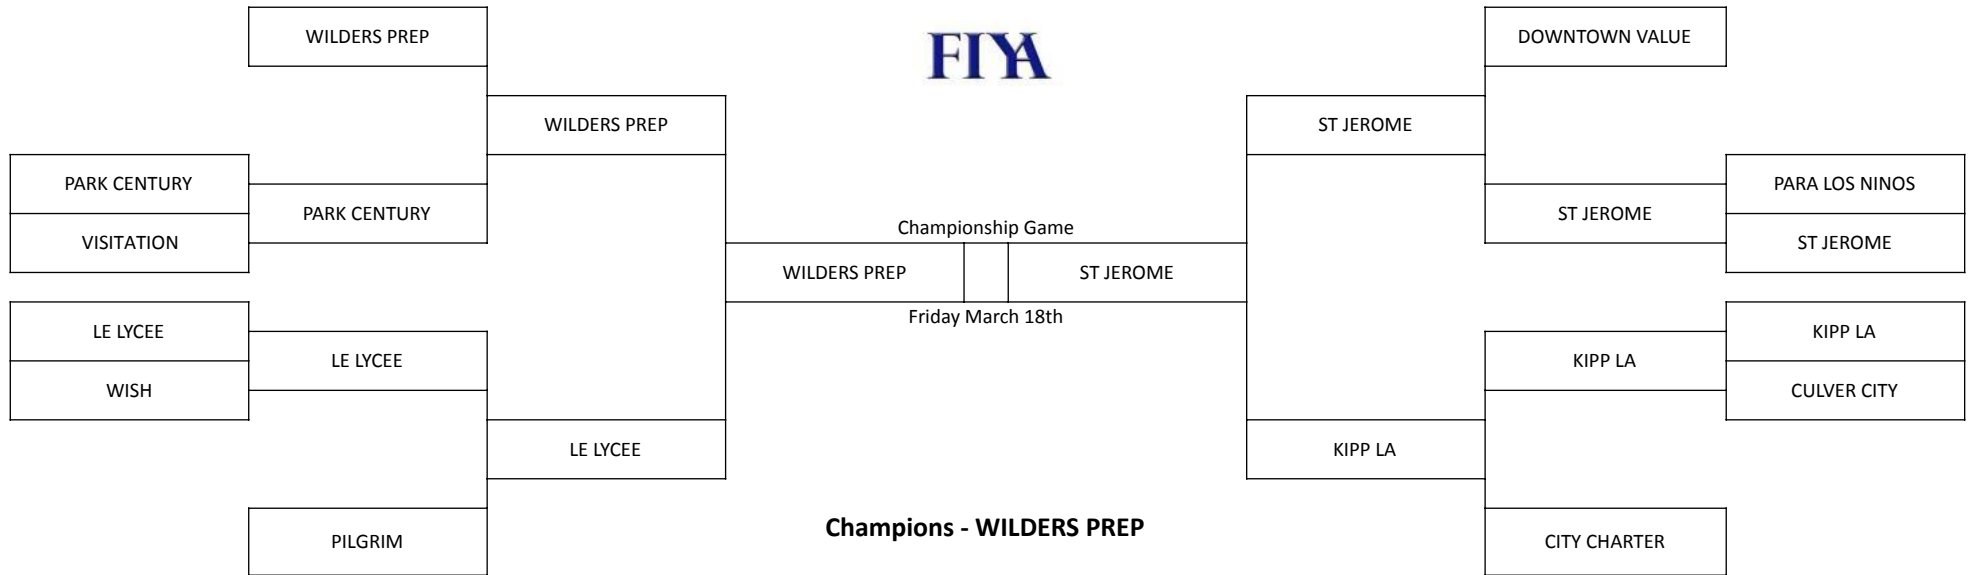 WILDERS PREP
FIYA
DOWNTOWN VALUE
WILDERS PREP
ST JEROME
PARK CENTURY
PARK CENTURY
VISITATION
PARA LOS NINOS
ST JEROME
ST JEROME
Championship Game
WILDERS PREP
ST JEROME
Friday March 18th
LE LYCEE
LE LYCEE
WISH
KIPP LA
KIPP LA
CULVER CITY
LE LYCEE
KIPP LA
PILGRIM
Champions - WILDERS PREP
CITY CHARTER